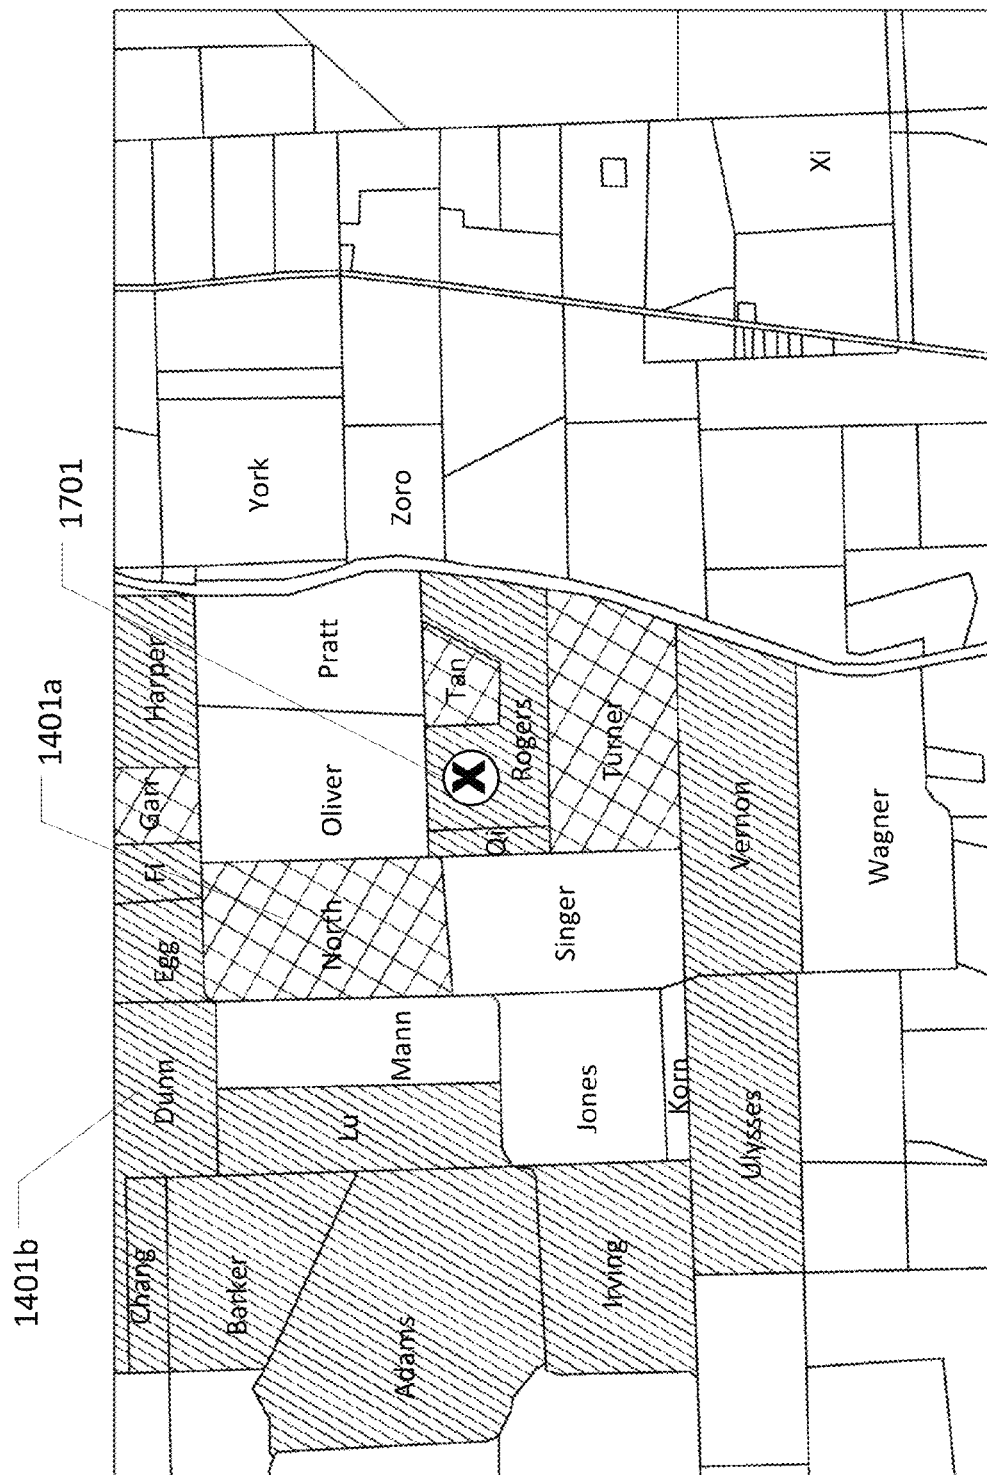 1401b
1401a
1701
Chang
Dunn
Egg
Fi
Garr
Harper
Barker
Lu
Mann
North
Oliver
Pratt
York
Adams
Jones
Singer
Qi
X
Rogers
Tan
Zoro
Irving
Korn
Turner
Ulysses
Vernon
Wagner
Xi